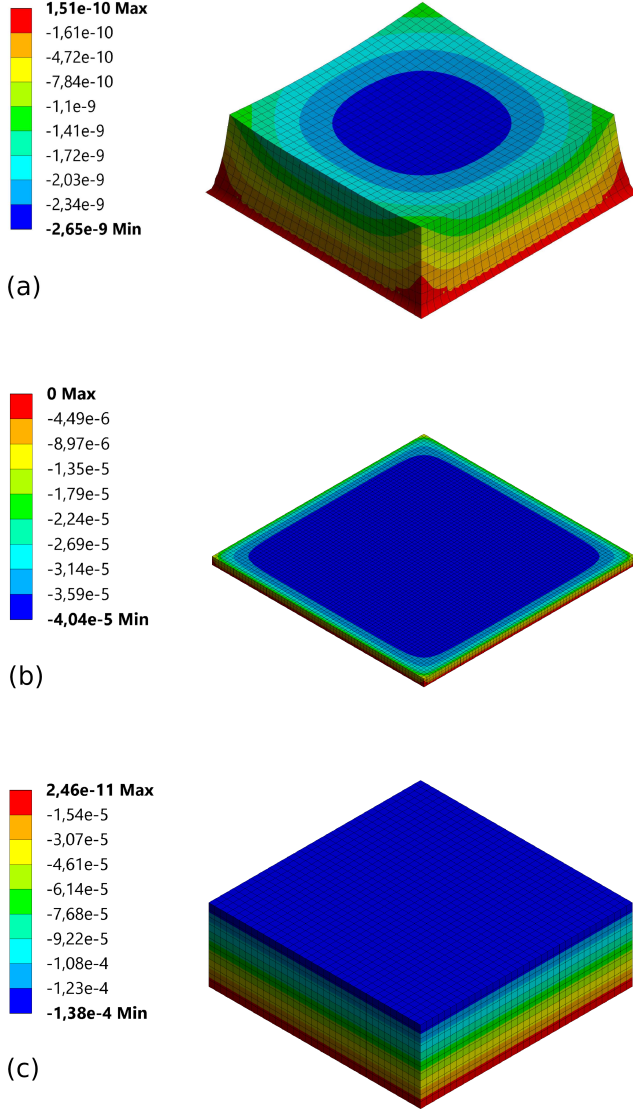 1,51e-10 Max
-1,61e-10
-4,72e-10
-7,84e-10
-1,1e-9
-1,41e-9
-1,72e-9
-2,03e-9
-2,34e-9
-2,65e-9 Min
(a)
0 Max
-4,49e-6
-8,97e-6
-1,35e-5
-1,79e-5
-2,24e-5
-2,69e-5
-3,14e-5
-3,59e-5
-4,04e-5 Min
(b)
2,46e-11 Max
-1,54e-5
-3,07e-5
-4,61e-5
-6,14e-5
-7,68e-5
-9,22e-5
-1,08e-4
-1,23e-4
-1,38e-4 Min
(c)